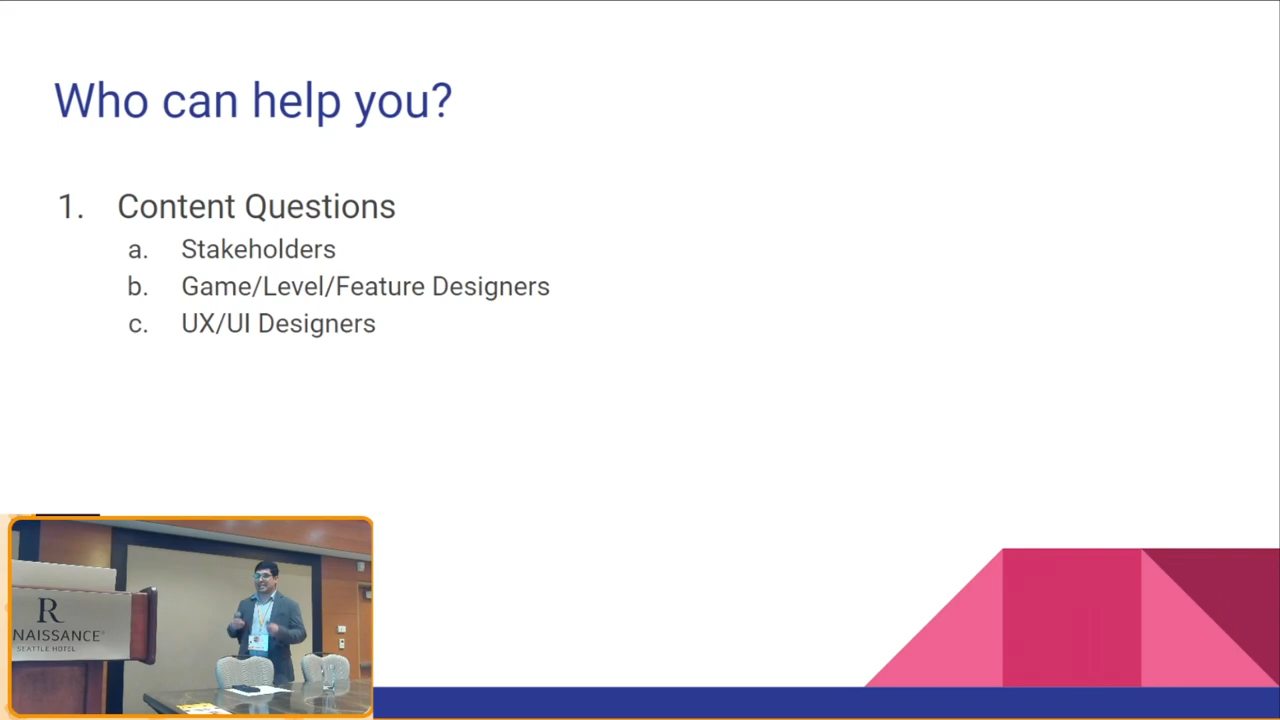 Who can help you?
1. Content Questions
a. Stakeholders
b. Game/Level/Feature Designers
c. UX/UI Designers
R
NAISSANCE
SEATTLE HOTEL